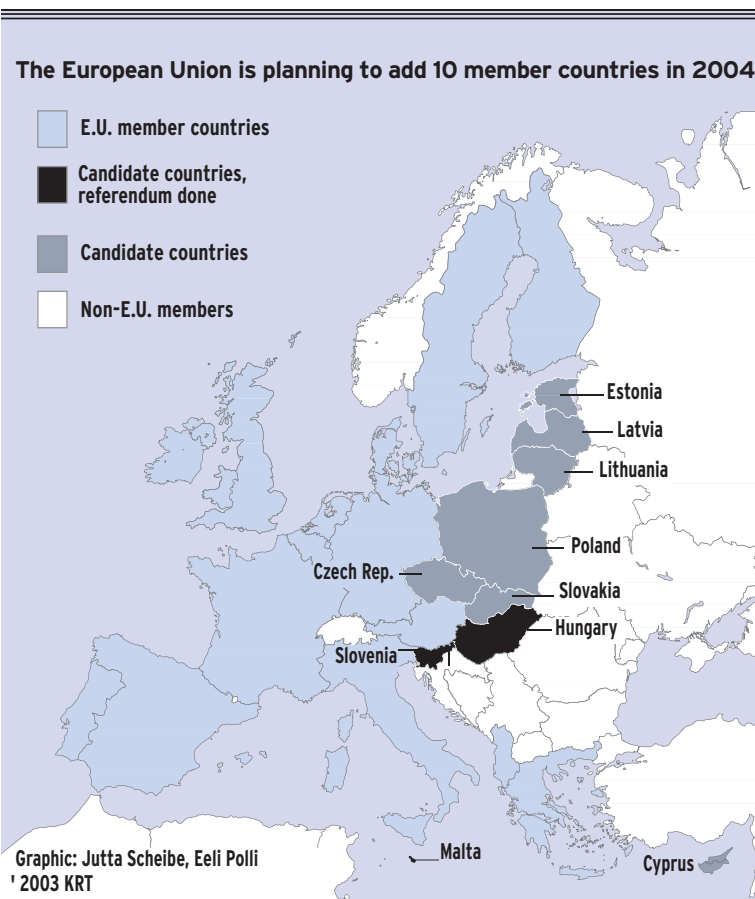 The European Union is planning to add 10 member countries in 2004
E.U. member countries
Candidate countries,
referendum done
Candidate countries
Non-E.U. members
Estonia
Latvia
Lithuania
Poland
Czech Rep.
Slovakia
Hungary
Slovenia
Malta
Cyprus
Graphic: Jutta Scheibe, Eeli Polli
' 2003 KRT